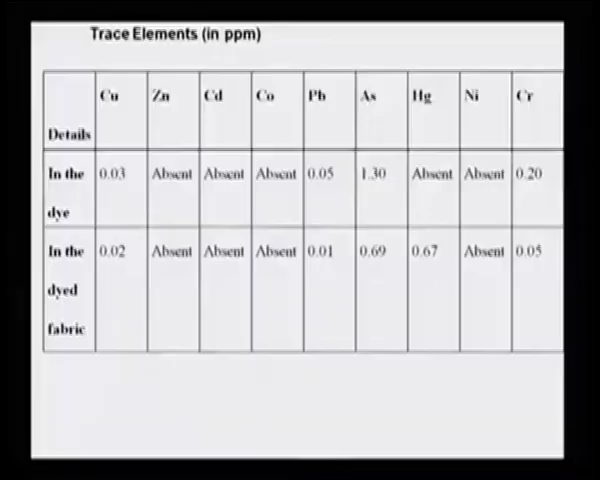 Trace Elements (in ppm)
Details Cu Zn Cd Co Pb As Hg Ni Cr
In the dye 0.03 Absent Absent Absent 0.05 1.30 Absent Absent 0.20
In the dyed fabric 0.02 Absent Absent Absent 0.01 0.69 0.67 Absent 0.05